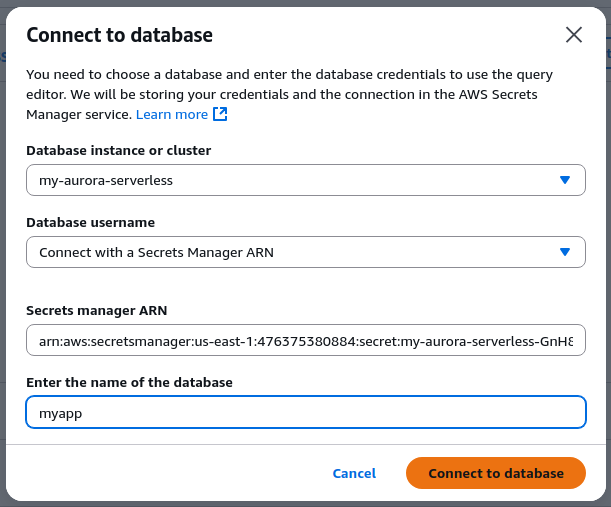 Connect to database
You need to choose a database and enter the database credentials to use the query
editor. We will be storing your credentials and the connection in the AWS Secrets
Manager service. Learn more
Database instance or cluster
my-aurora-serverless
Database username
Connect with a Secrets Manager ARN
Secrets manager ARN
arn:aws:secretsmanager:us-east-1:476375380884:secret:my-aurora-serverless-GnH
Enter the name of the database
myapp
Cancel
Connect to database